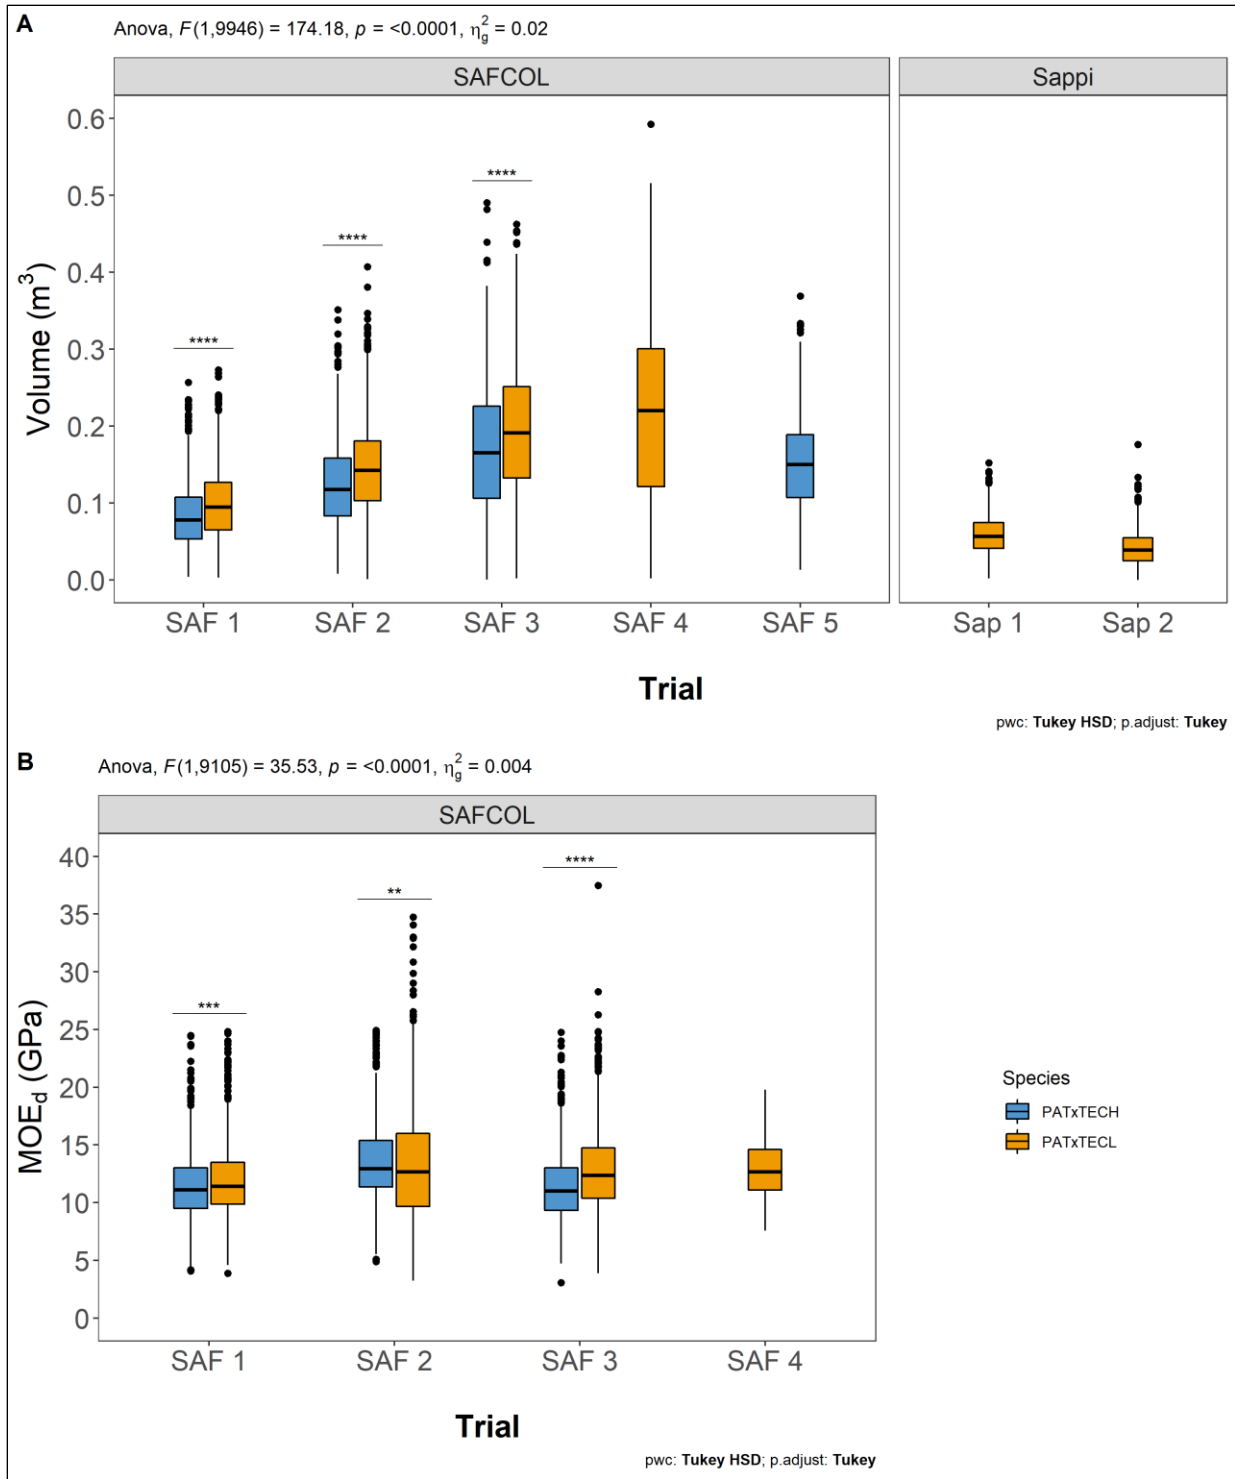 A
Anova, F(1,9946) = 174.18, p = <0.0001, η²g = 0.02
SAFCOL
Sappi
Volume (m³)
0.6
0.5
0.4
0.3
0.2
0.1
0.0
****
****
****
SAF 1 SAF 2 SAF 3 SAF 4 SAF 5 Sap 1 Sap 2
Trial
pwc: Tukey HSD; p.adjust: Tukey
B
Anova, F(1,9105) = 35.53, p = <0.0001, η²g = 0.004
SAFCOL
MOEd (GPa)
40
35
30
25
20
15
10
5
0
***
**
****
SAF 1 SAF 2 SAF 3 SAF 4
Trial
pwc: Tukey HSD; p.adjust: Tukey
Species
PATxTECH
PATxTECL